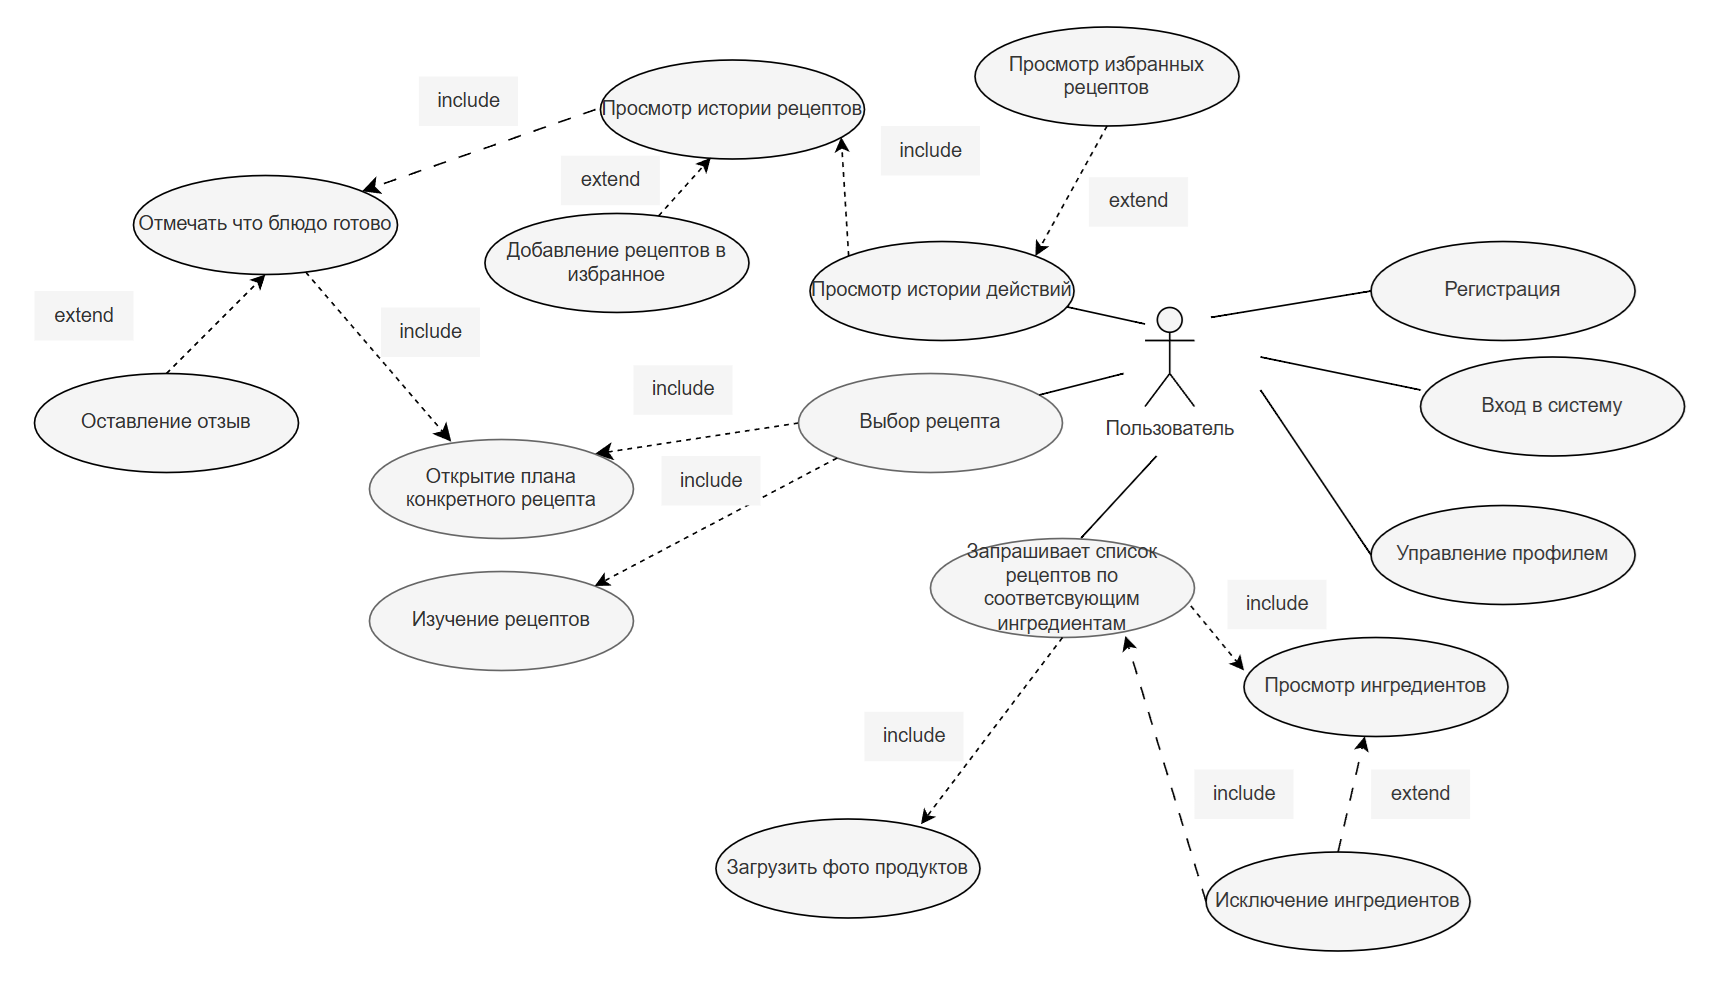 Просмотр избранных
рецептов
include
Просмотр истории рецептов
include
extend
extend
Отмечать что блюдо готово
Добавление рецептов в
избранное
Просмотр истории действий
Регистрация
extend
include
include
Выбор рецепта
Пользователь
Вход в систему
Оставление отзыв
Открытие плана
конкретного рецепта
include
Запрашивает список
рецептов по
соответсвующим
ингредиентам
Управление профилем
Изучение рецептов
include
Просмотр ингредиентов
include
include
extend
Загрузить фото продуктов
Исключение ингредиентов